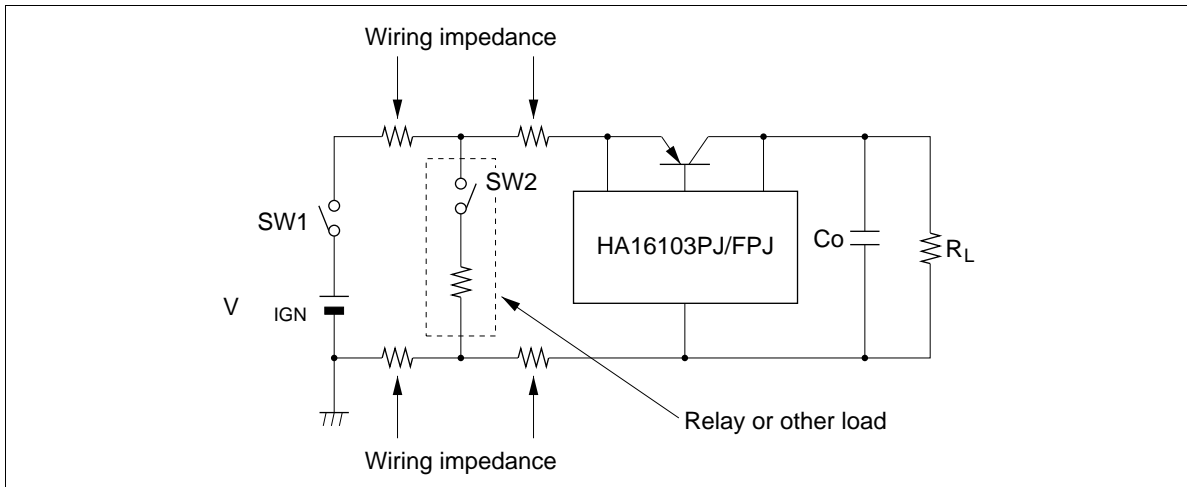 Wiring impedance
SW2
SW1
HA16103PJ/FPJ
Co
RL
V IGN
Relay or other load
Wiring impedance